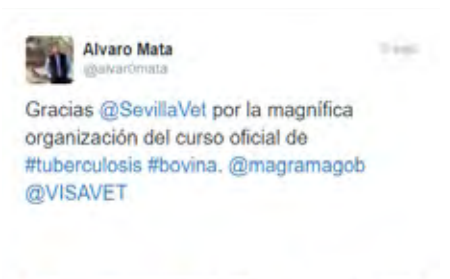 Alvaro Mata
@alvar0mata
Gracias @SevillaVet por la magnífica
organización del curso oficial de
#tuberculosis #bovina. @magramagob
@VISAVET